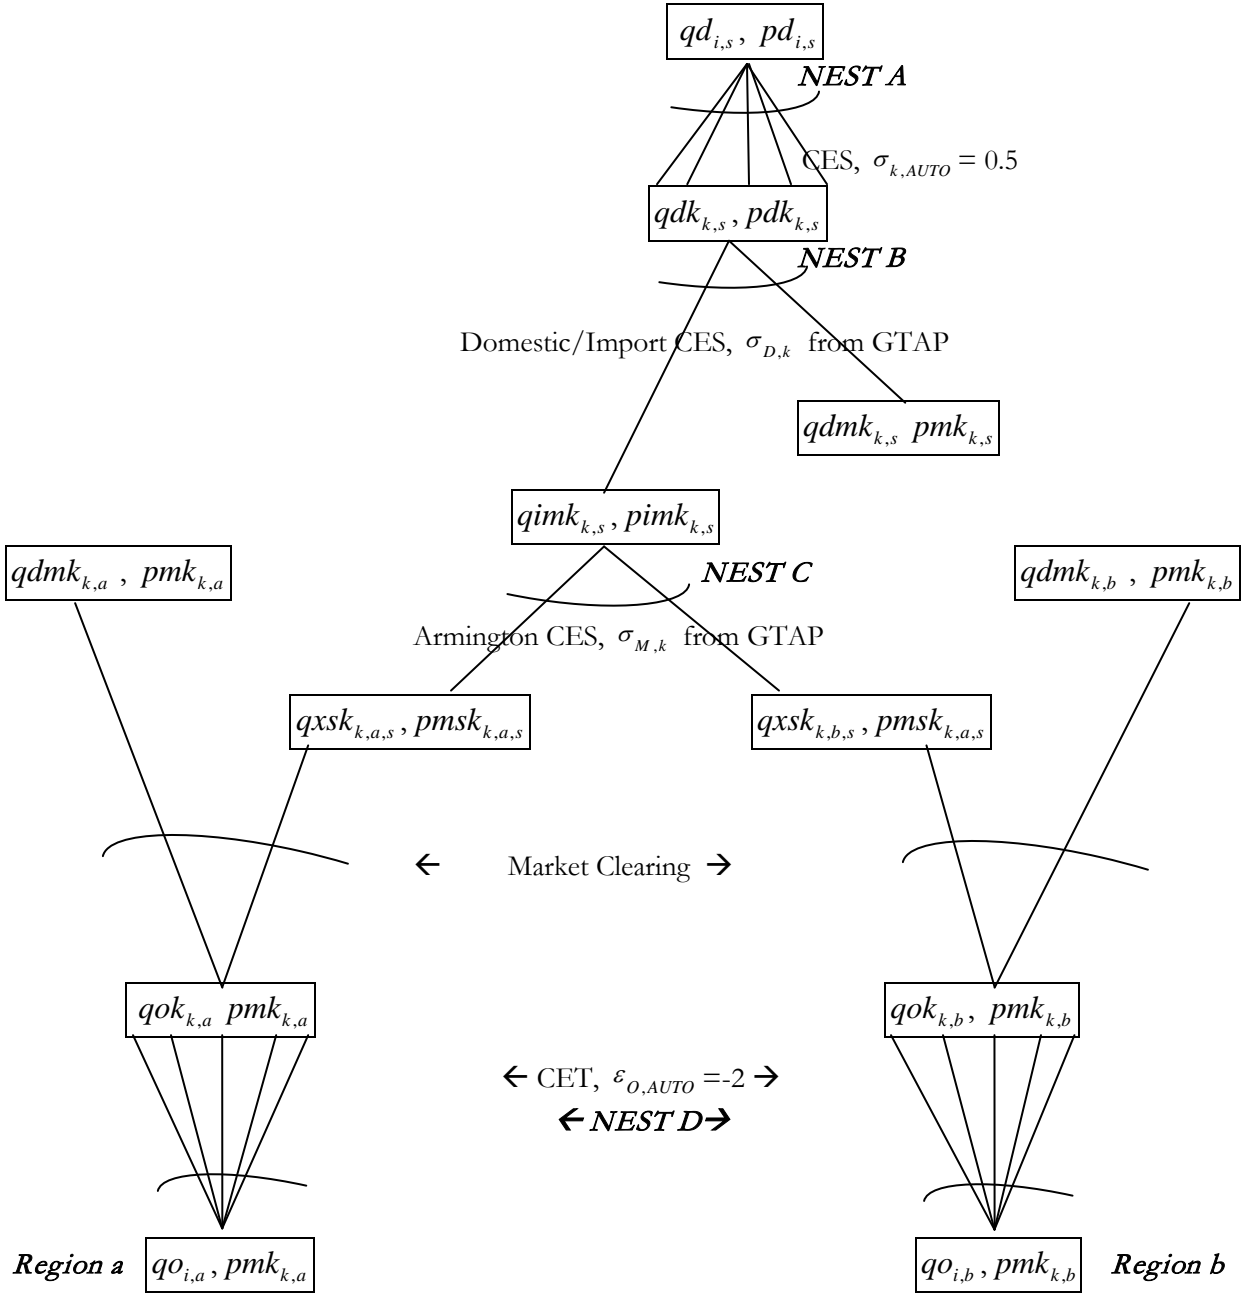 qd_{i,s}, pd_{i,s}
NEST A
CES, σ_{k,AUTO} = 0.5
qdk_{k,s}, pdk_{k,s}
NEST B
Domestic/Import CES, σ_{D,k} from GTAP
qdmk_{k,s} pmk_{k,s}
qimk_{k,s}, pimk_{k,s}
qdmk_{k,a}, pmk_{k,a}
NEST C
qdmk_{k,b}, pmk_{k,b}
Armington CES, σ_{M,k} from GTAP
qxsk_{k,a,s}, pmsk_{k,a,s}
qxsk_{k,b,s}, pmsk_{k,a,s}
← Market Clearing →
qok_{k,a} pmk_{k,a}
qok_{k,b}, pmk_{k,b}
← CET, ε_{O,AUTO} =-2 →
← NEST D→
Region a
qo_{i,a}, pmk_{k,a}
qo_{i,b}, pmk_{k,b}
Region b